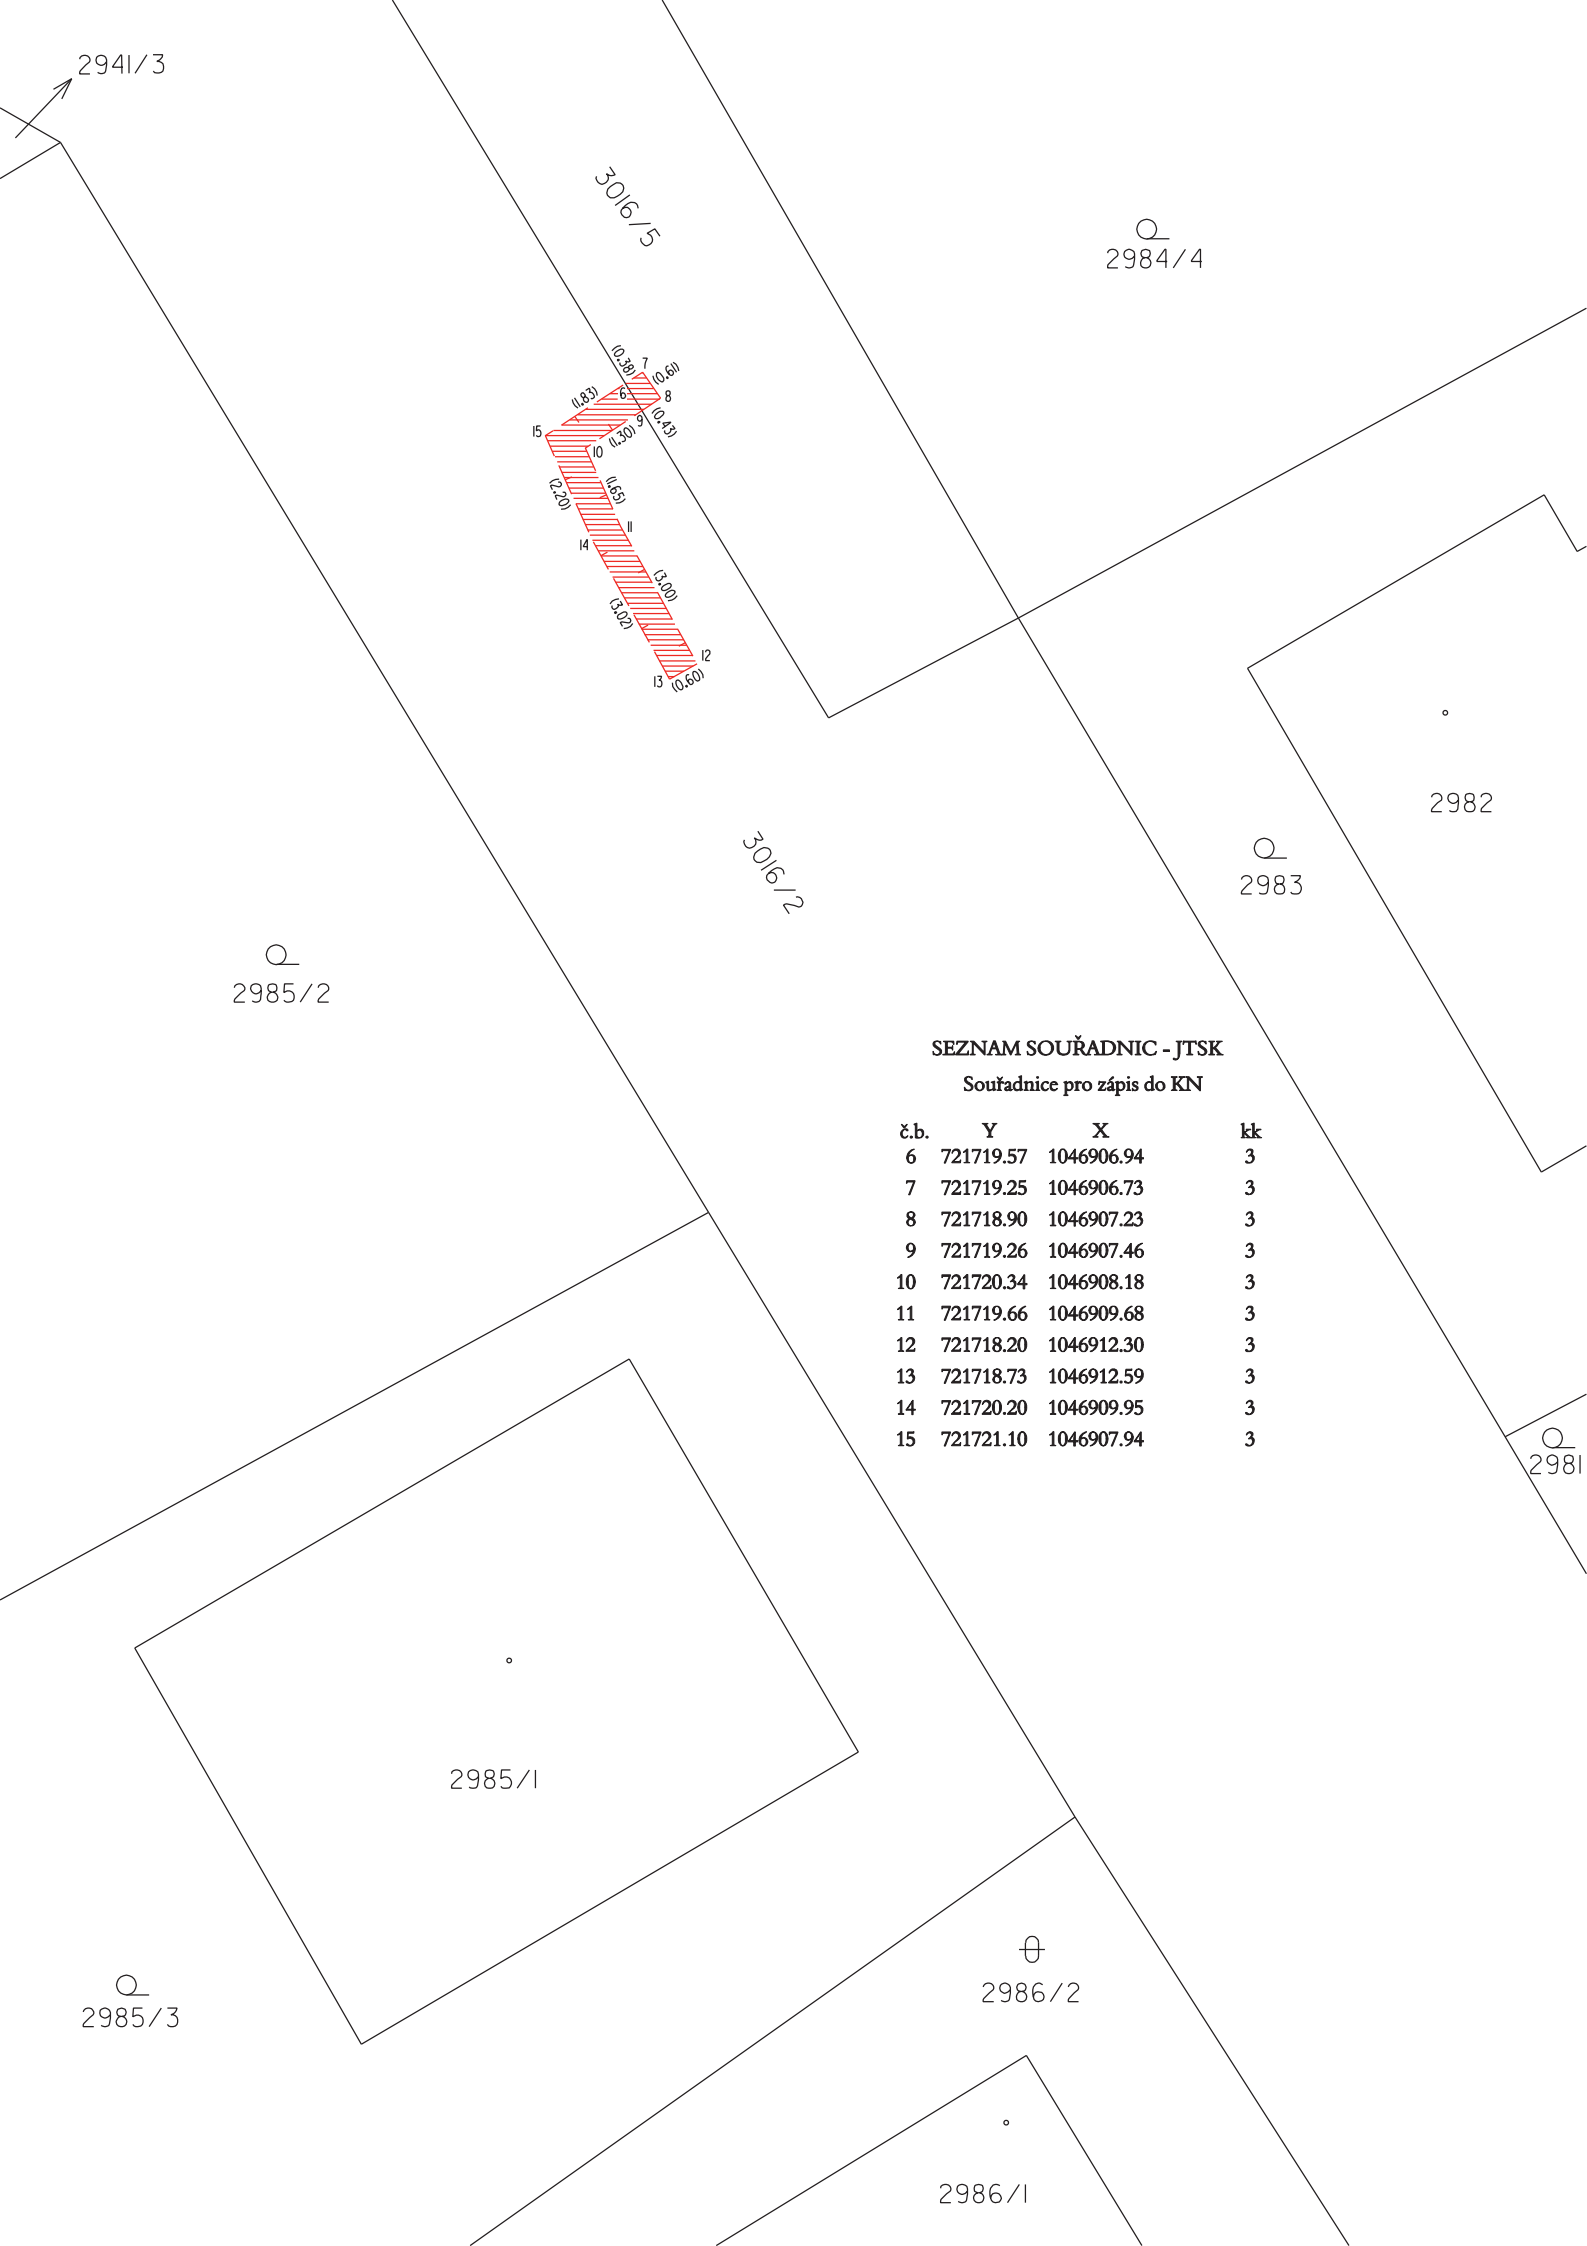 2941/3
3016/5
2984/4
(0.38)
7
(0.61)
(1.83)
6
8
15
9
(0.43)
(1.30)
10
(2.20)
(1.65)
11
14
(3.00)
(3.02)
12
13
(0.60)
2982
3016/2
2983
2985/2
SEZNAM SOUŘADNIC - JTSK
Souřadnice pro zápis do KN
č.b. Y X kk
6 721719.57 1046906.94 3
7 721719.25 1046906.73 3
8 721718.90 1046907.23 3
9 721719.26 1046907.46 3
10 721720.34 1046908.18 3
11 721719.66 1046909.68 3
12 721718.20 1046912.30 3
13 721718.73 1046912.59 3
14 721720.20 1046909.95 3
15 721721.10 1046907.94 3
2981
2985/1
2986/2
2985/3
2986/1